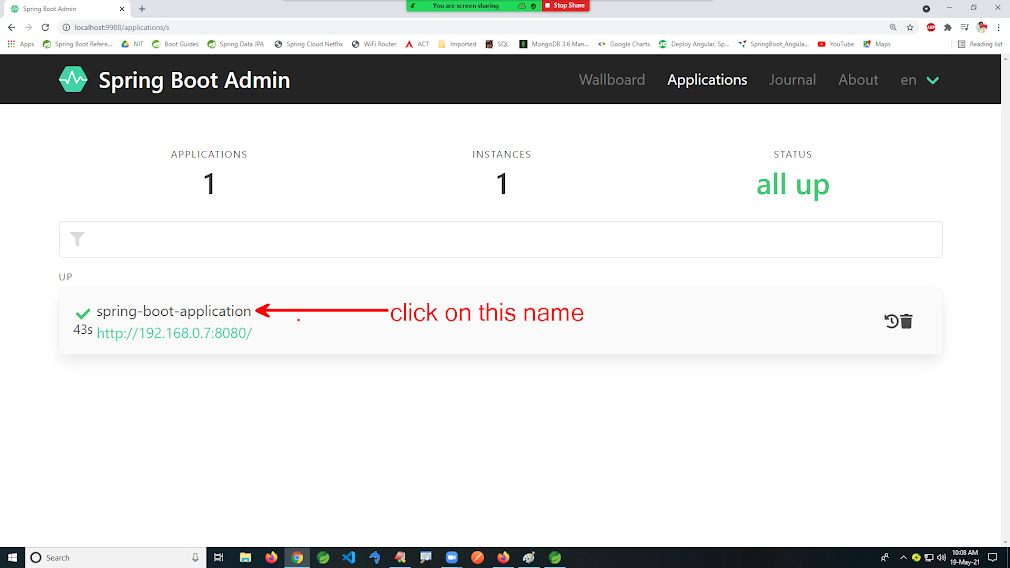 Spring Boot Admin
You are screen sharing
Stop Share
localhost:9988/applications/s
Apps
Spring Boot Refere...
NIT
Boot Guides
Spring Data JPA
Spring Cloud Netflix
WiFi Router
ACT
Imported
SQL
MongoDB 3.6 Man...
Google Charts
Deploy Angular, Sp...
SpringBoot_Angula...
YouTube
Maps
Reading list
Spring Boot Admin
Wallboard
Applications
Journal
About
en
APPLICATIONS
INSTANCES
STATUS
1
1
all up
UP
spring-boot-application
click on this name
43s http://192.168.0.7:8080/
Search
10:08 AM
19-May-21